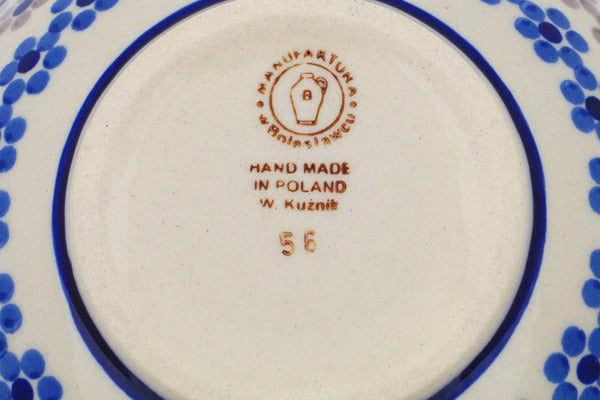 MANUFAKTURA
w Bolesławcu
B
HAND MADE
IN POLAND
W. Kuźnik
56